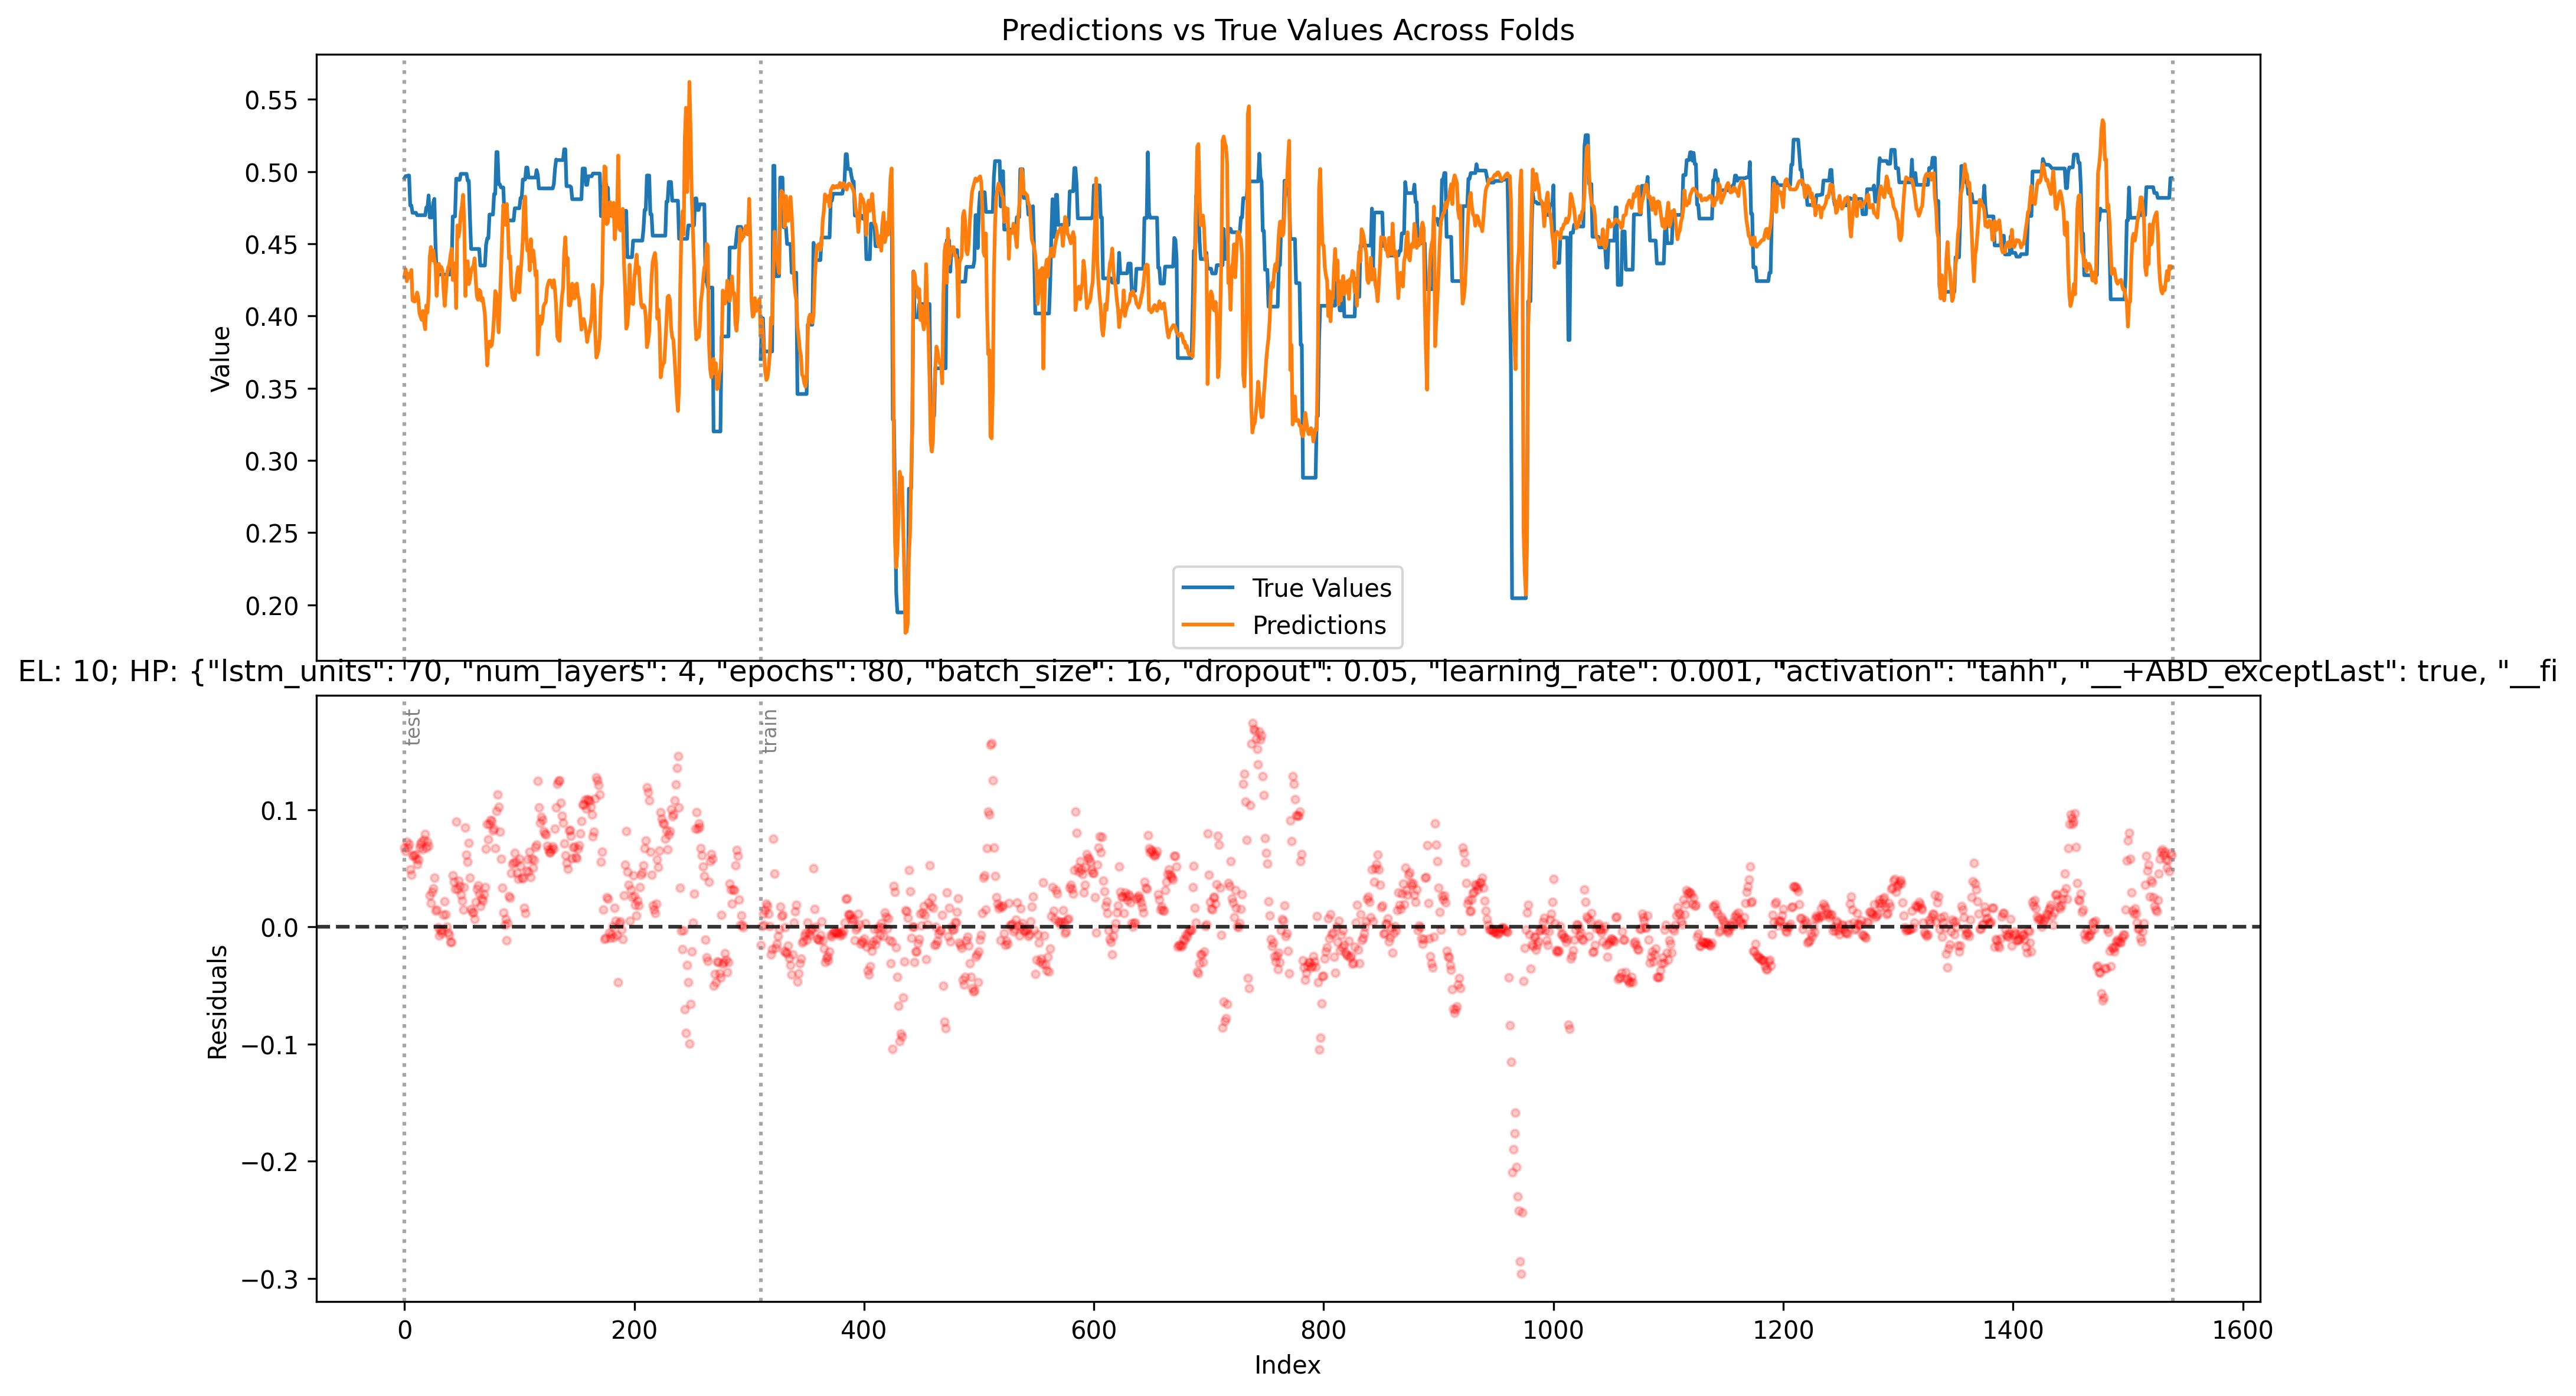 Predictions vs True Values Across Folds
Value
0.55
0.50
0.45
0.40
0.35
0.30
0.25
0.20
True Values
Predictions
EL: 10; HP: {"lstm_units": 70, "num_layers": 4, "epochs": 80, "batch_size": 16, "dropout": 0.05, "learning_rate": 0.001, "activation": "tanh", "__+ABD_exceptLast": true, "__fi
test
train
Residuals
0.1
0.0
−0.1
−0.2
−0.3
0 200 400 600 800 1000 1200 1400 1600
Index